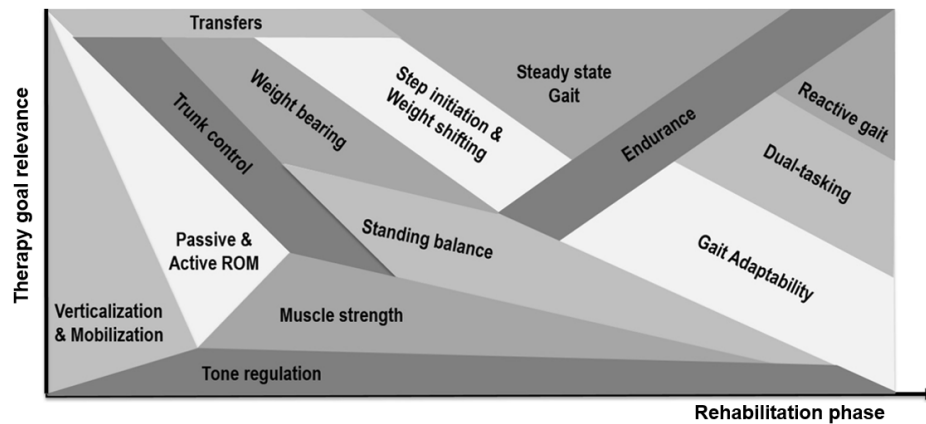 Therapy goal relevance
Transfers
Trunk control
Weight bearing
Step initiation &
Weight shifting
Steady state
Gait
Endurance
Reactive gait
Dual-tasking
Gait Adaptability
Standing balance
Passive &
Active ROM
Muscle strength
Verticalization
& Mobilization
Tone regulation
Rehabilitation phase